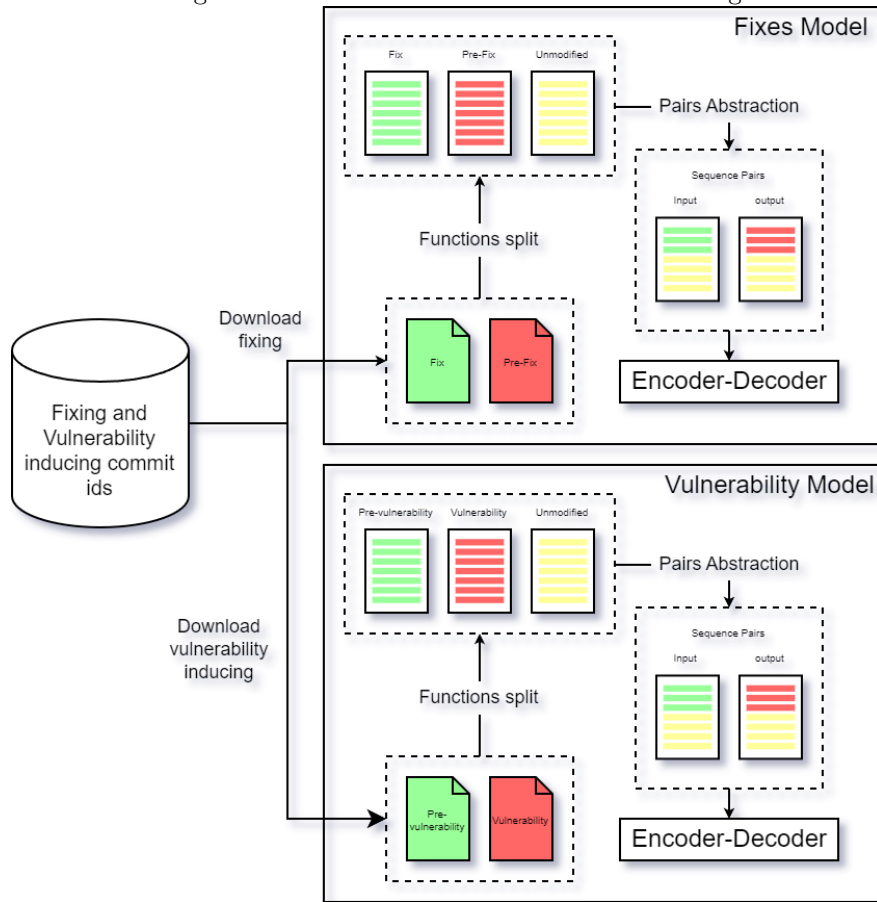 Fixes Model
Fix
Pre-Fix
Unmodified
Pairs Abstraction
Sequence Pairs
Input
output
Functions split
Download
fixing
Fix
Pre-Fix
Encoder-Decoder
Fixing and
Vulnerability
inducing commit
ids
Vulnerability Model
Pre-vulnerability
Vulnerability
Unmodified
Pairs Abstraction
Sequence Pairs
Input
output
Download
vulnerability
inducing
Functions split
Pre-
vulnerability
Vulnerability
Encoder-Decoder